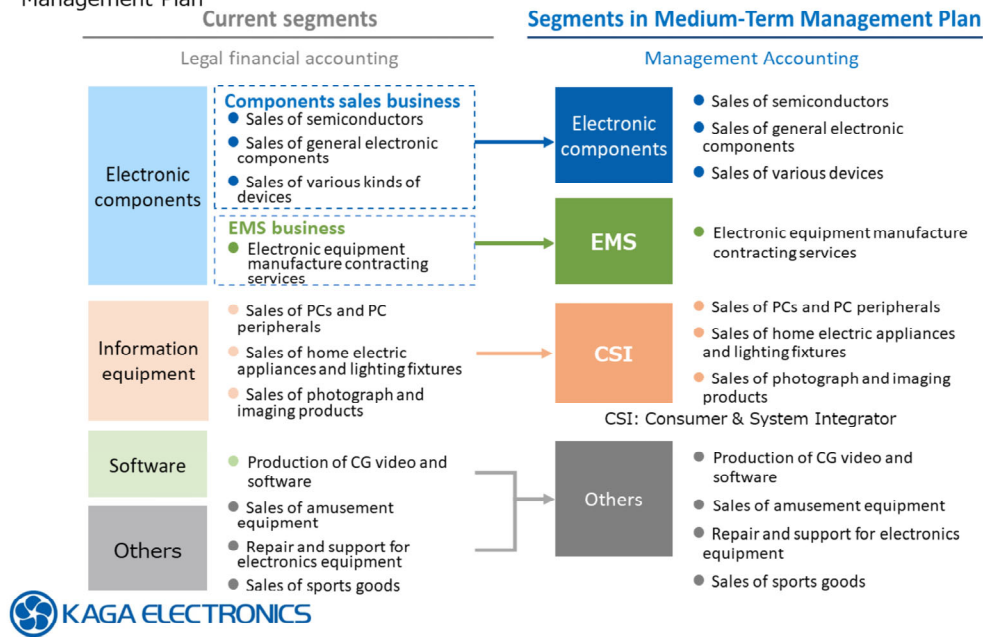 Management Plan
Current segments
Segments in Medium-Term Management Plan
Legal financial accounting
Management Accounting
Electronic
components
Components sales business
Sales of semiconductors
Sales of general electronic
components
Sales of various kinds of
devices
EMS business
Electronic equipment
manufacture contracting
services
Electronic
components
Sales of semiconductors
Sales of general electronic
components
Sales of various devices
EMS
Electronic equipment manufacture
contracting services
Information
equipment
Sales of PCs and PC
peripherals
Sales of home electric
appliances and lighting fixtures
Sales of photograph and
imaging products
CSI
Sales of PCs and PC peripherals
Sales of home electric appliances
and lighting fixtures
Sales of photograph and imaging
products
CSI: Consumer & System Integrator
Software
Production of CG video and
software
Others
Sales of amusement
equipment
Repair and support for
electronics equipment
Sales of sports goods
Others
Production of CG video and
software
Sales of amusement equipment
Repair and support for electronics
equipment
Sales of sports goods
KAGA ELECTRONICS